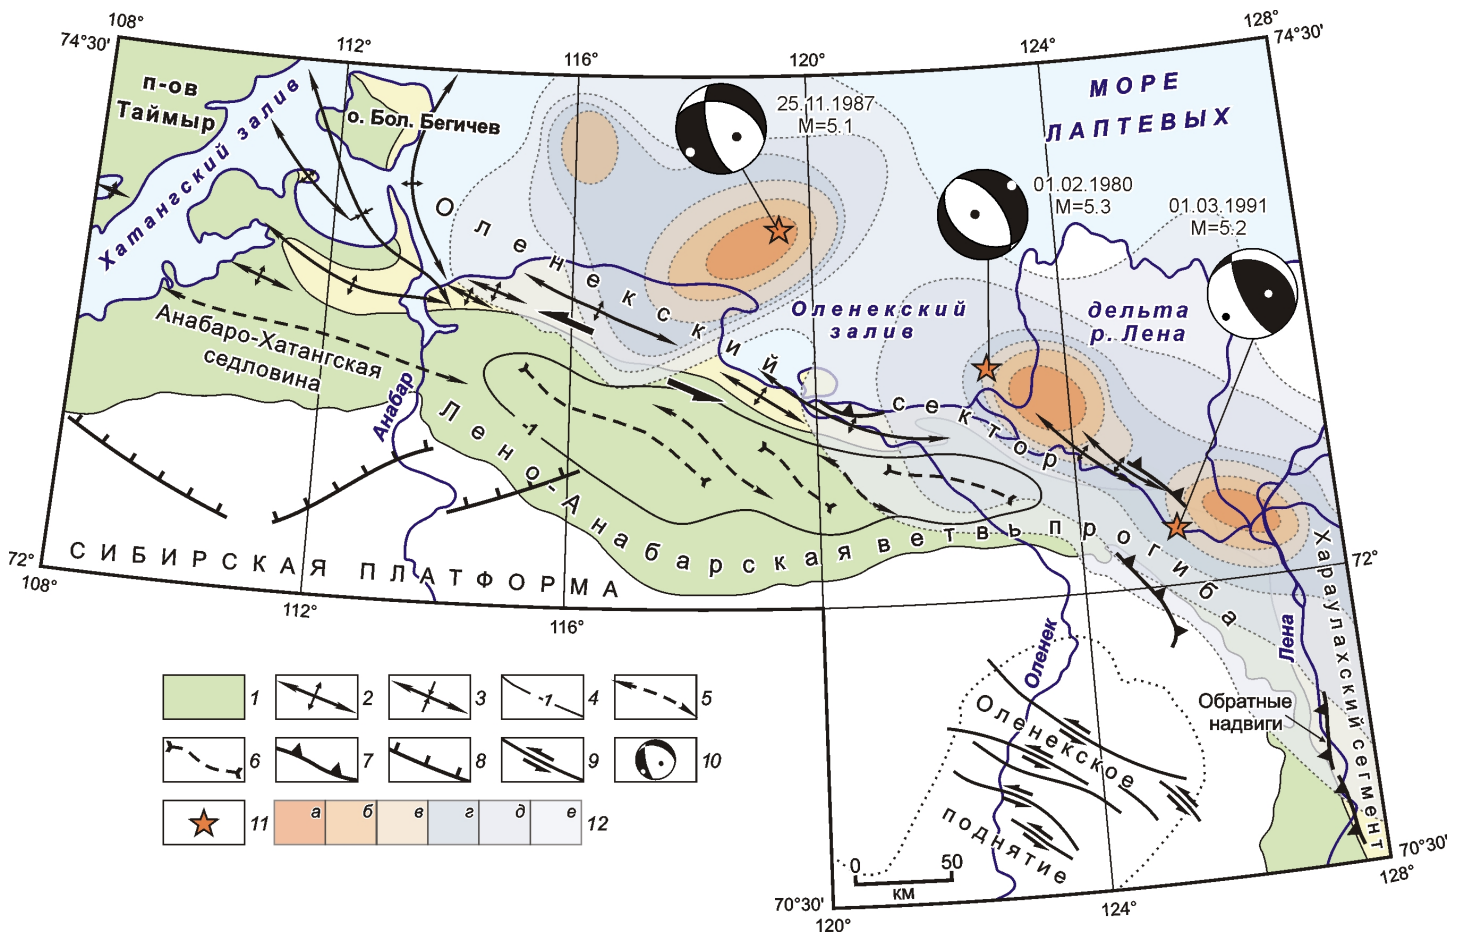 108°
74°30'
112°
116°
120°
124°
128°
74°30'
п-ов
Таймыр
Хатангский залив
о. Бол. Бегичев
25.11.1987
М=5.1
МОРЕ
ЛАПТЕВЫХ
01.02.1980
М=5.3
01.03.1991
М=5.2
Оленекский сектор
Оленекский
залив
дельта
р. Лена
Анабаро-Хатангская
седловина
Анабар
-1
Лено-Анабарская ветвь прогиба
СИБИРСКАЯ ПЛАТФОРМА
72°
108°
112°
116°
72°
Хараулахский сегмент
Оленек
Лена
Обратные
надвиги
Оленекское
поднятие
0
50
км
70°30'
120°
124°
70°30'
128°
1
2
3
-1
4
5
6
7
8
9
10
11
а
б
в
г
д
е
12